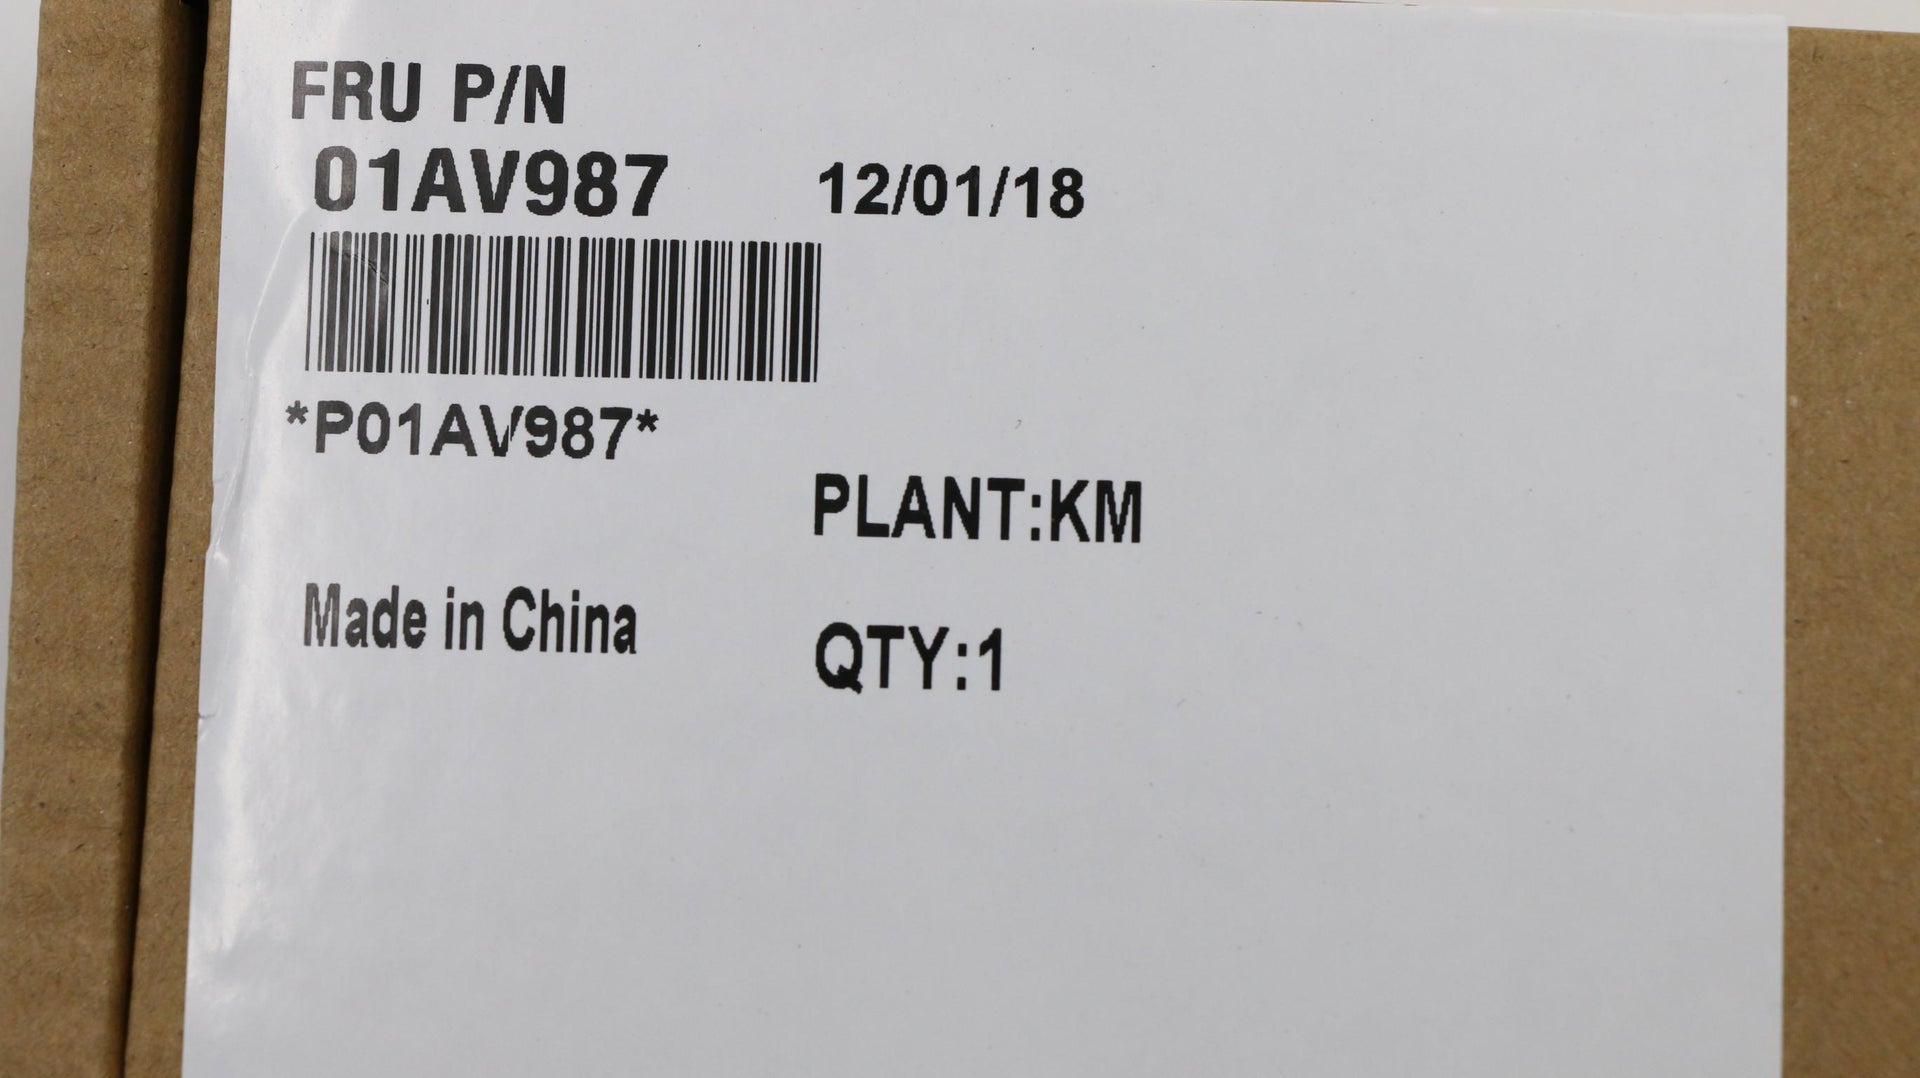 FRU P/N
01AV987 12/01/18
*P01AV987*
PLANT:KM
Made in China
QTY:1